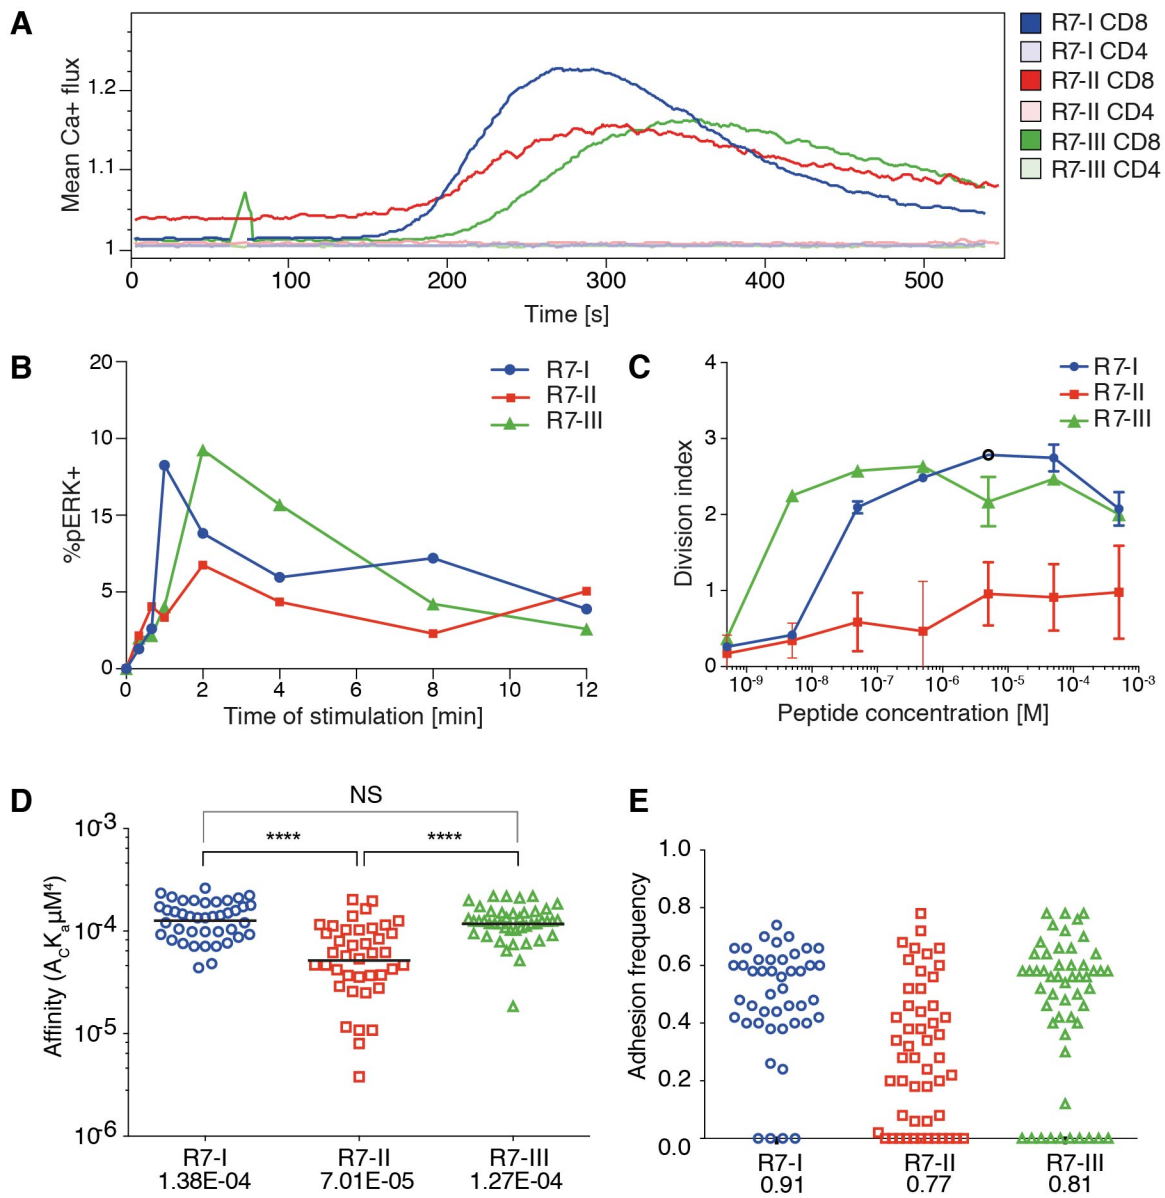 A
Mean Ca+ flux
1.2
1.1
1
0
100
200
300
400
500
Time [s]
R7-I CD8
R7-I CD4
R7-II CD8
R7-II CD4
R7-III CD8
R7-III CD4
B
%pERK+
20
10
15
5
0
0
2
4
6
8
10
12
Time of stimulation [min]
R7-I
R7-II
R7-III
C
Division index
4
3
2
1
0
10-9
10-8
10-7
10-6
10-5
10-4
10-3
Peptide concentration [M]
R7-I
R7-II
R7-III
D
Affinity (AcKaµM⁴)
10-3
10-4
10-5
10-6
NS
**** ****
R7-I R7-II R7-III
1.38E-04 7.01E-05 1.27E-04
E
Adhesion frequency
1.0
0.8
0.6
0.4
0.2
0.0
R7-I R7-II R7-III
0.91 0.77 0.81